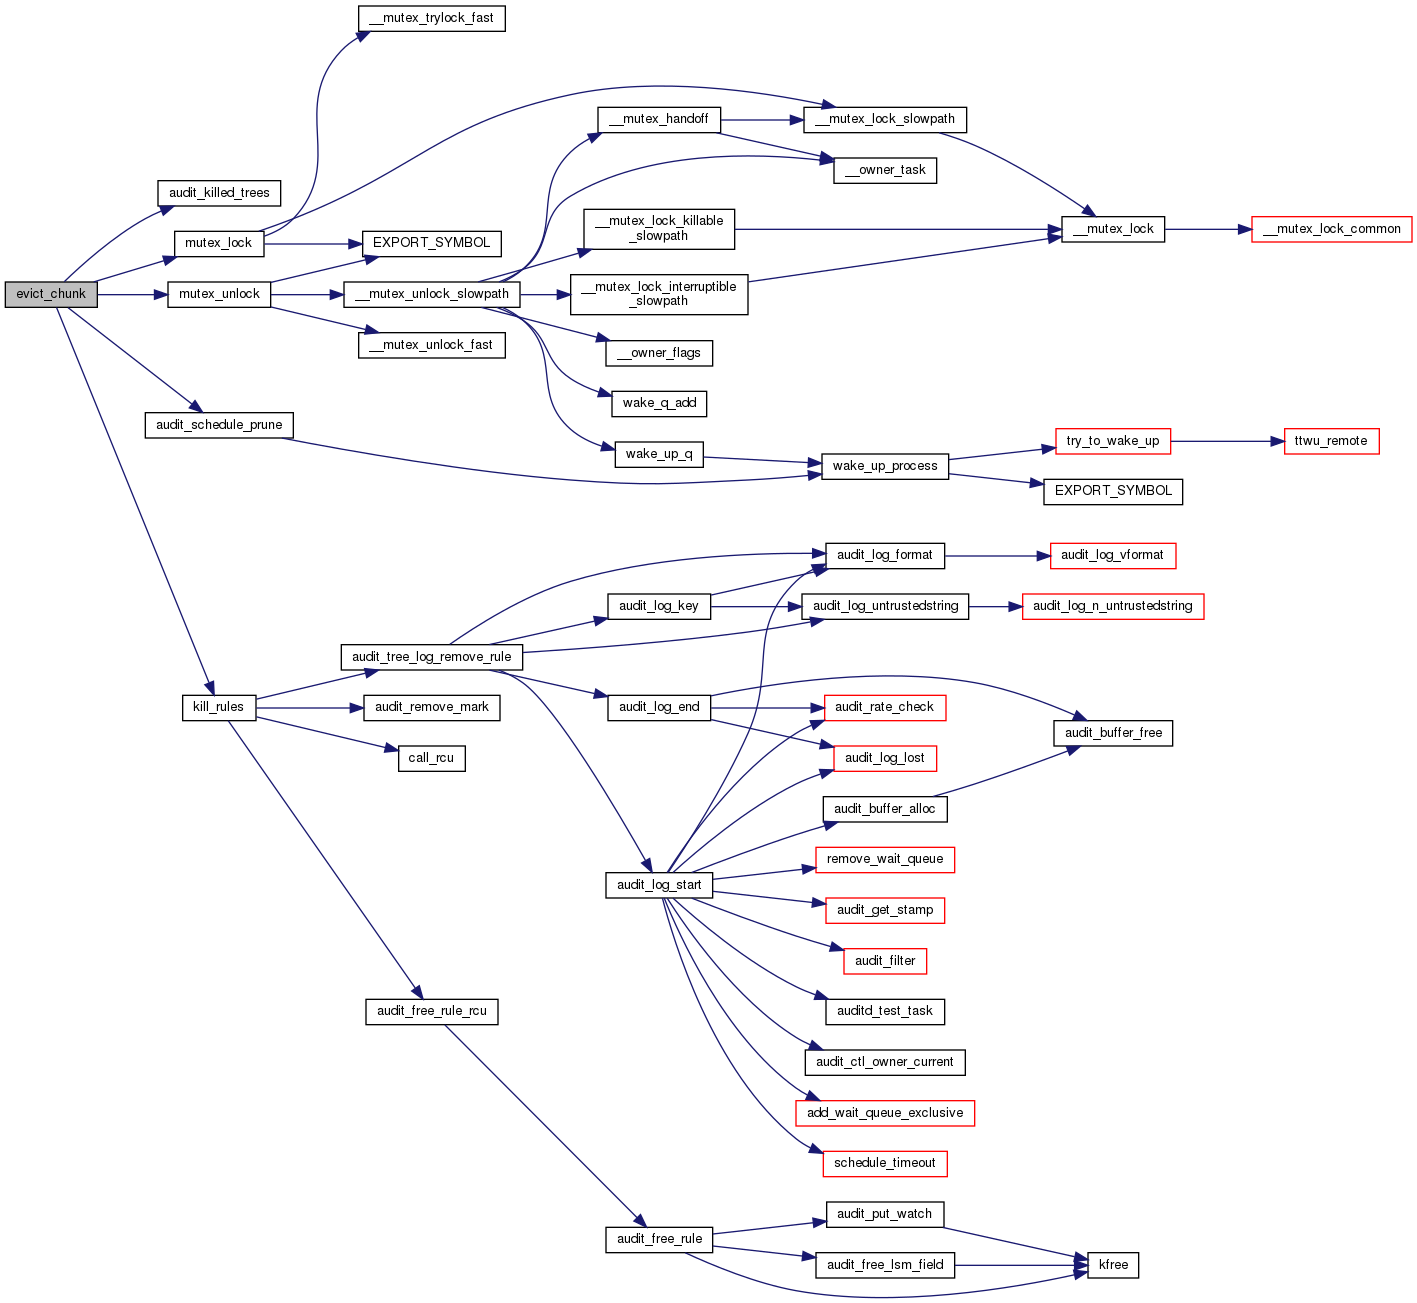 __mutex_trylock_fast
__mutex_handoff
__mutex_lock_slowpath
__owner_task
audit_killed_trees
mutex_lock
EXPORT_SYMBOL
__mutex_lock_killable
_slowpath
__mutex_lock
__mutex_lock_common
evict_chunk
mutex_unlock
__mutex_unlock_slowpath
__mutex_lock_interruptible
_slowpath
__mutex_unlock_fast
__owner_flags
wake_q_add
audit_schedule_prune
wake_up_q
wake_up_process
try_to_wake_up
ttwu_remote
EXPORT_SYMBOL
audit_log_format
audit_log_vformat
audit_log_key
audit_log_untrustedstring
audit_log_n_untrustedstring
audit_tree_log_remove_rule
kill_rules
audit_remove_mark
audit_log_end
audit_rate_check
audit_buffer_free
call_rcu
audit_log_lost
audit_buffer_alloc
remove_wait_queue
audit_log_start
audit_get_stamp
audit_filter
audit_free_rule_rcu
auditd_test_task
audit_ctl_owner_current
add_wait_queue_exclusive
schedule_timeout
audit_put_watch
audit_free_rule
audit_free_lsm_field
kfree